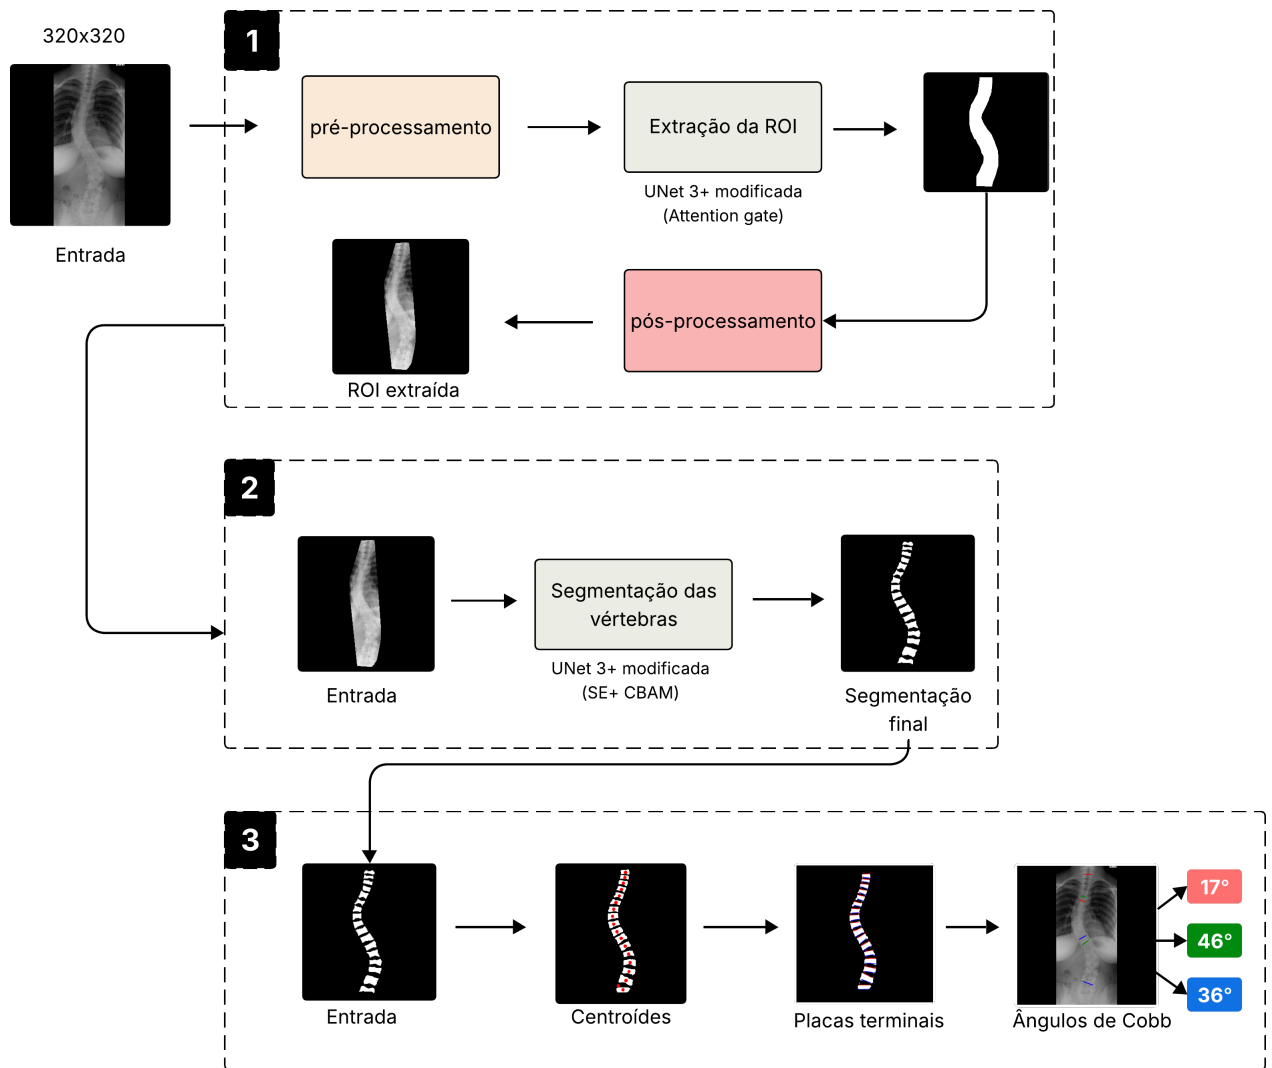 320x320
Entrada
1
pré-processamento
Extração da ROI
UNet 3+ modificada
(Attention gate)
pós-processamento
ROI extraída
2
Entrada
Segmentação das
vértebras
UNet 3+ modificada
(SE+ CBAM)
Segmentação
final
3
Entrada
Centroídes
Placas terminais
Ângulos de Cobb
17°
46°
36°